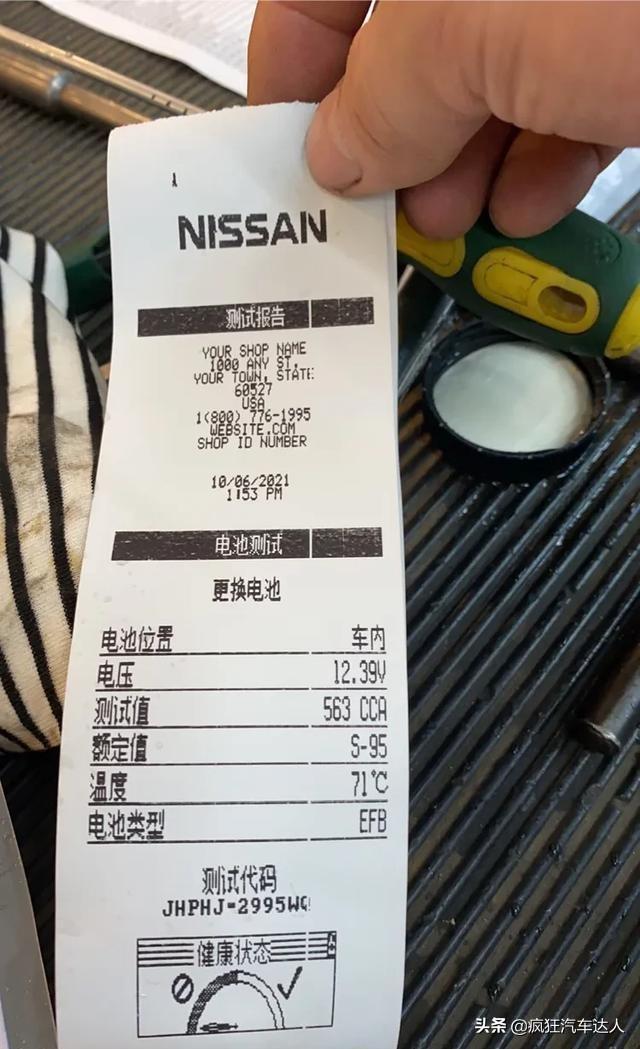 NISSAN
测试报告
YOUR SHOP NAME
1000 ANY ST.
YOUR TOWN, STATE
60527
USA
1(800) 776-1995
WEBSITE.COM
SHOP ID NUMBER
10/06/2021
1:53 PM
电池测试
更换电池
电池位置 车内
电压 12.39V
测试值 563 CCA
额定值 S-95
温度 71℃
电池类型 EFB
测试代码
JHPHJ-2995WQ
健康状态
头条 @疯狂汽车达人